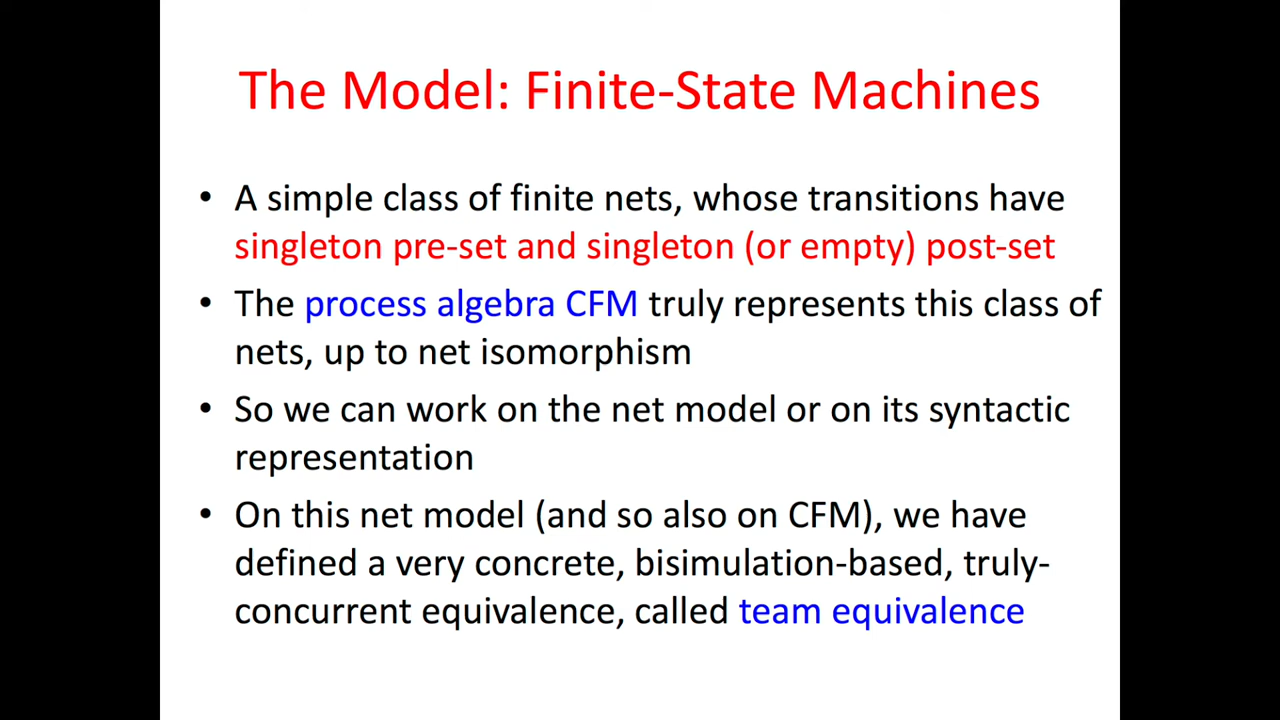 The Model: Finite-State Machines
• A simple class of finite nets, whose transitions have
singleton pre-set and singleton (or empty) post-set
• The process algebra CFM truly represents this class of
nets, up to net isomorphism
• So we can work on the net model or on its syntactic
representation
• On this net model (and so also on CFM), we have
defined a very concrete, bisimulation-based, truly-
concurrent equivalence, called team equivalence